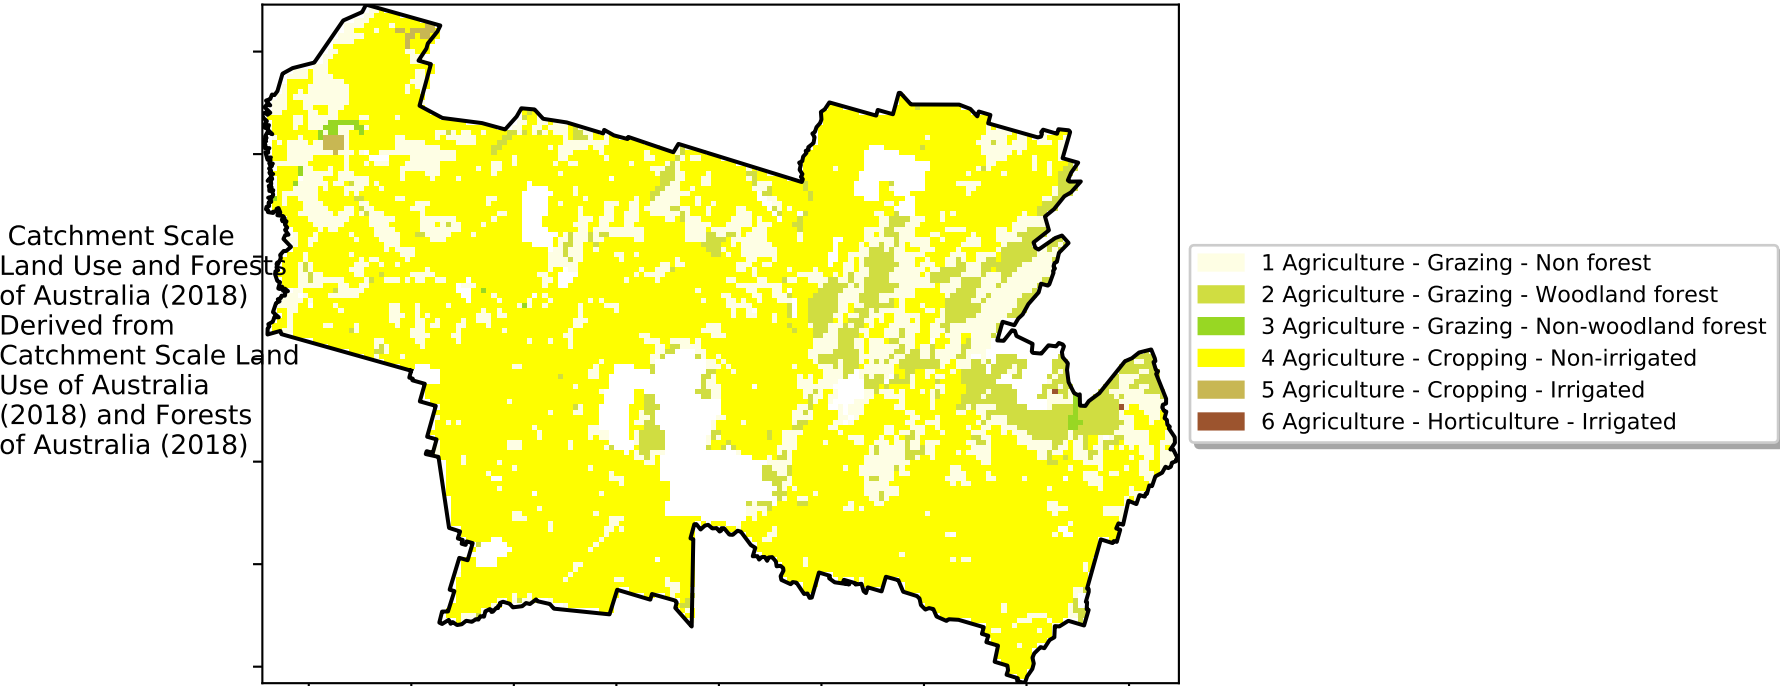 Catchment Scale
Land Use and Forests
of Australia (2018)
Derived from
Catchment Scale Land
Use of Australia
(2018) and Forests
of Australia (2018)
1 Agriculture - Grazing - Non forest
2 Agriculture - Grazing - Woodland forest
3 Agriculture - Grazing - Non-woodland forest
4 Agriculture - Cropping - Non-irrigated
5 Agriculture - Cropping - Irrigated
6 Agriculture - Horticulture - Irrigated